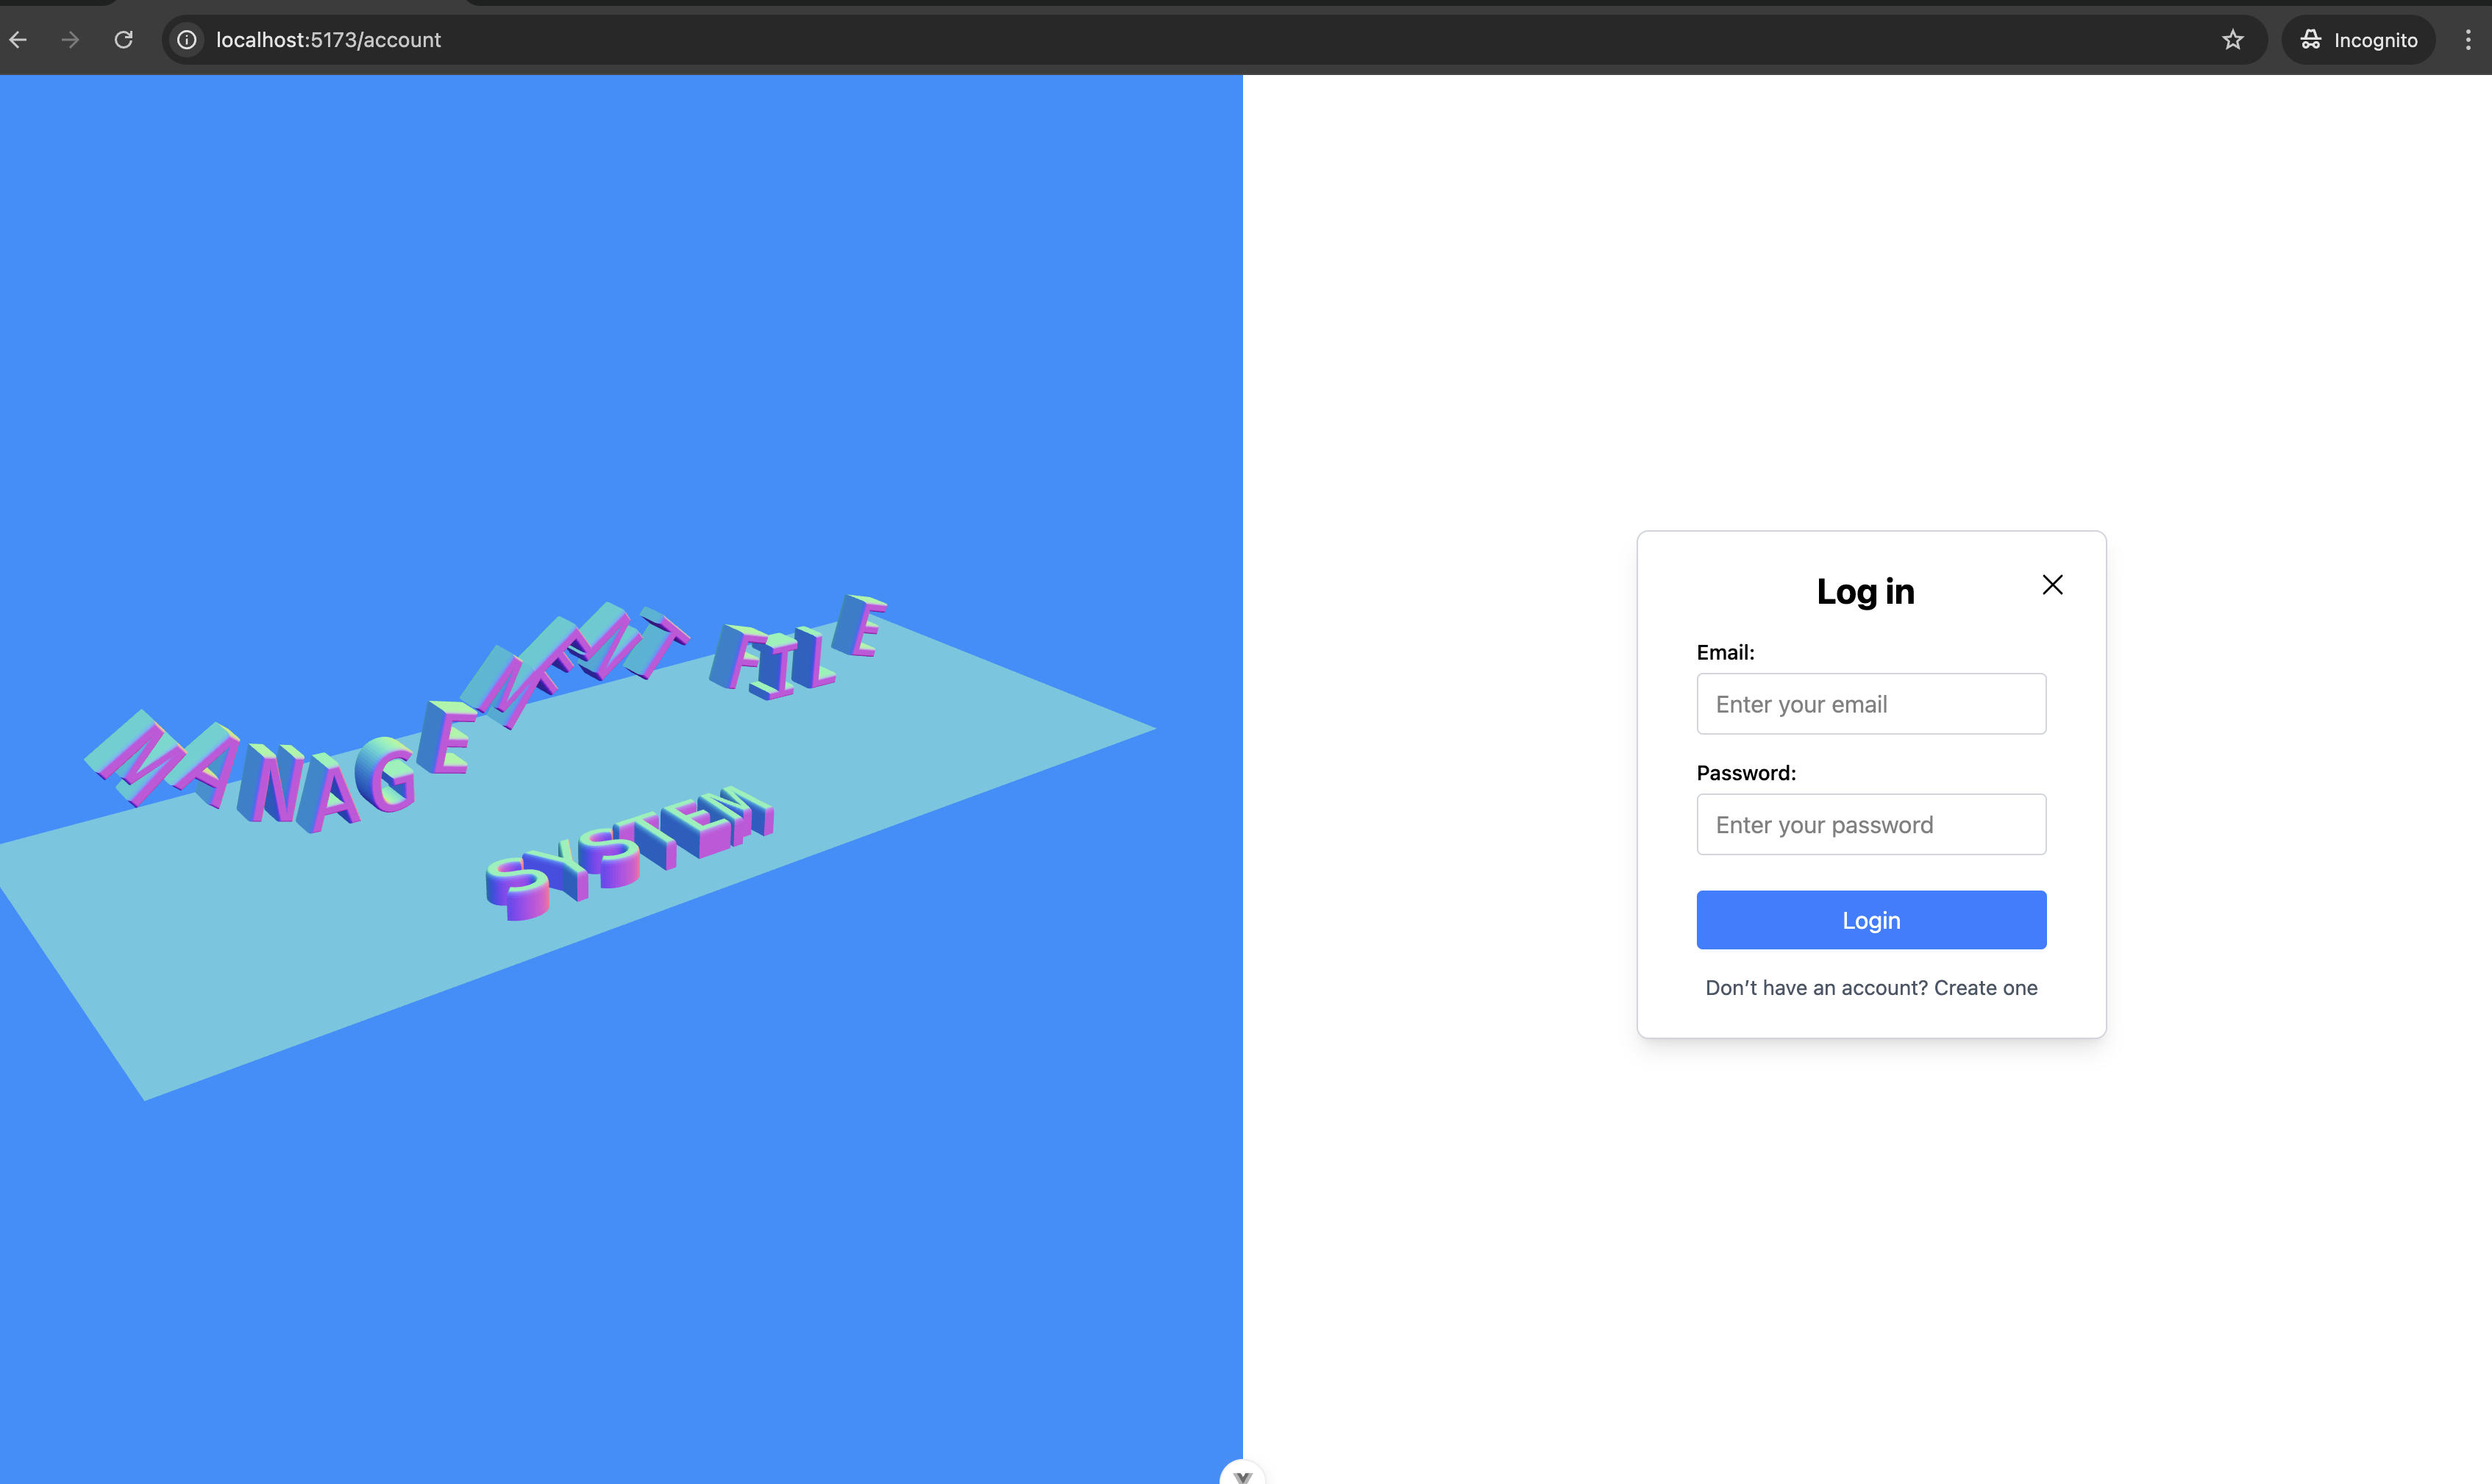 localhost:5173/account
Incognito
MANAGEMENT FILE
SYSTEM
Log in
Email:
Enter your email
Password:
Enter your password
Login
Don’t have an account? Create one